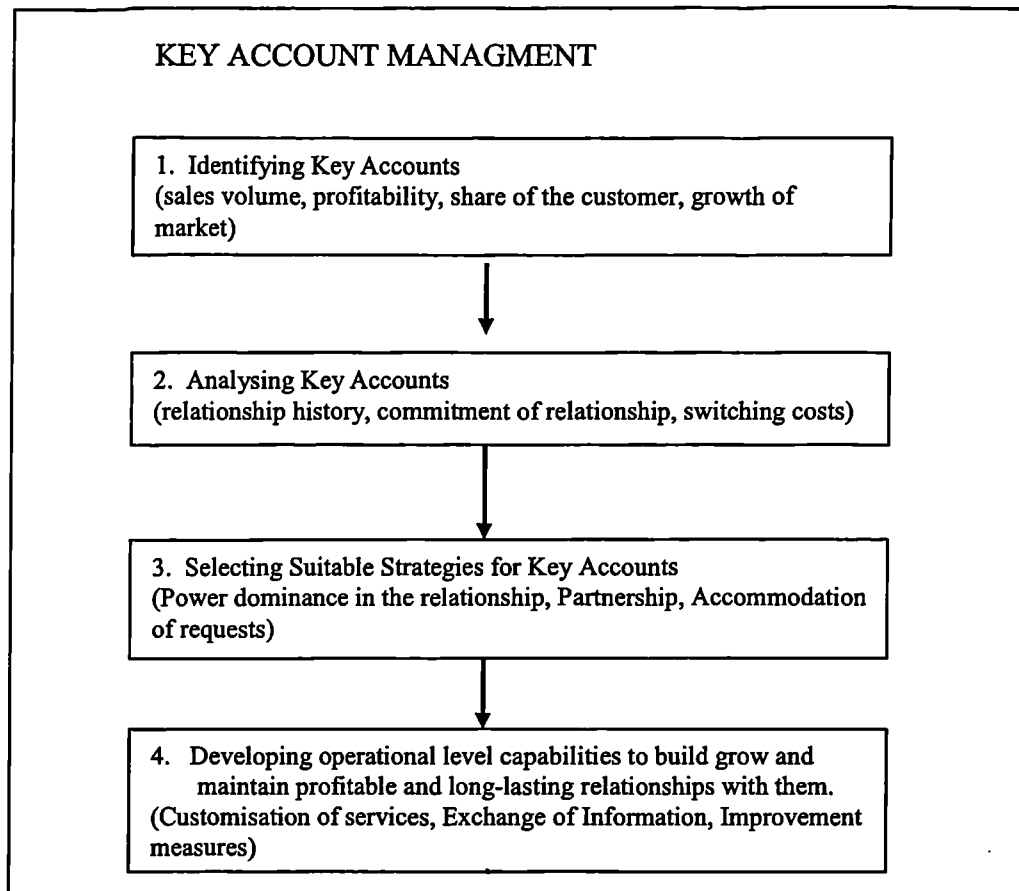 KEY ACCOUNT MANAGMENT
1. Identifying Key Accounts
(sales volume, profitability, share of the customer, growth of
market)
2. Analysing Key Accounts
(relationship history, commitment of relationship, switching costs)
3. Selecting Suitable Strategies for Key Accounts
(Power dominance in the relationship, Partnership, Accommodation
of requests)
4. Developing operational level capabilities to build grow and
maintain profitable and long-lasting relationships with them.
(Customisation of services, Exchange of Information, Improvement
measures)